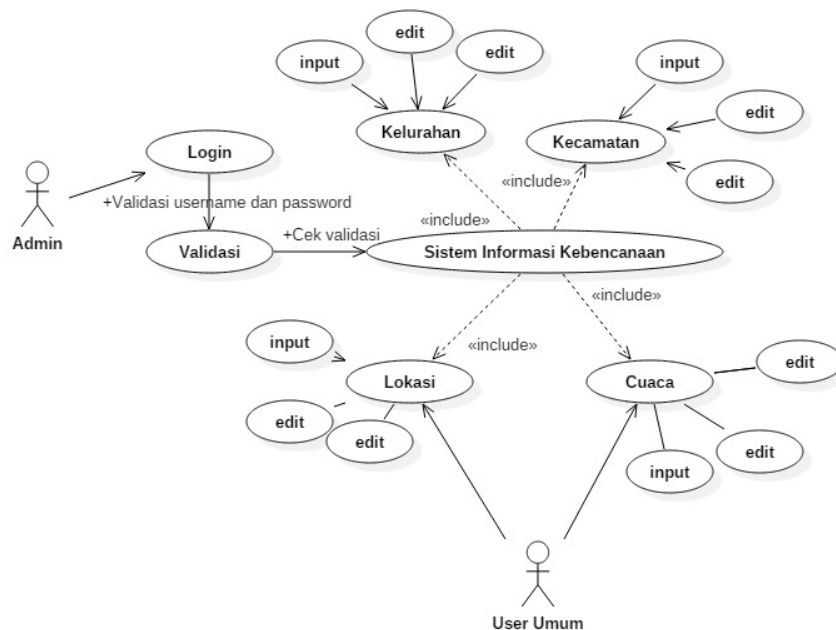 edit
edit
input
input
edit
Kelurahan
Kecamatan
Login
edit
«include»
+Validasi username dan password
«include»
Admin
+Cek validasi
Validasi
Sistem Informasi Kebencanaan
«include»
input
«include»
edit
Lokasi
Cuaca
edit
edit
edit
input
User Umum